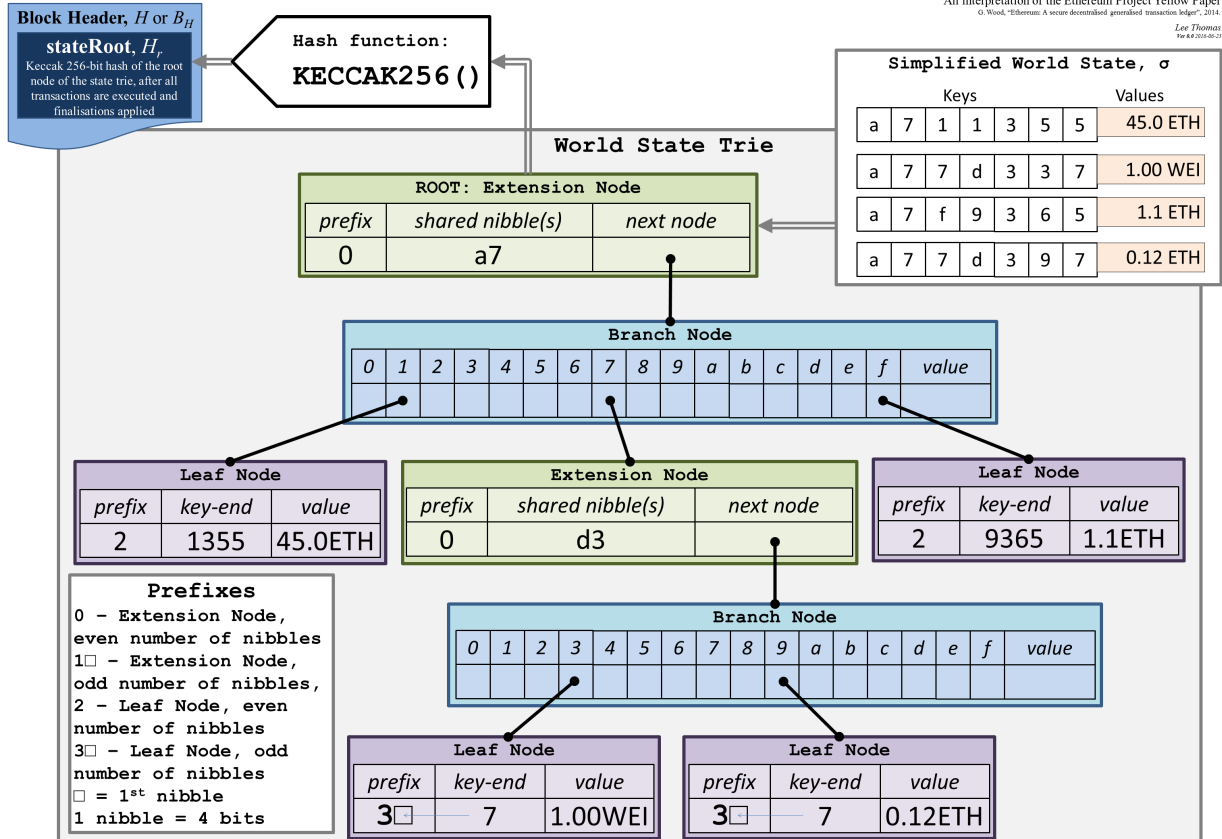 An Interpretation of the Ethereum Project Yellow Paper
G. Wood, "Ethereum: A secure decentralised generalised transaction ledger", 2014.
Lee Thomas
Ver 0.0 2016-06-23
Block Header, H or B_H
stateRoot, H_r
Keccak 256-bit hash of the root
node of the state trie, after all
transactions are executed and
finalisations applied
Hash function:
KECCAK256()
Simplified World State, σ
Keys Values
a 7 1 1 3 5 5 45.0 ETH
a 7 7 d 3 3 7 1.00 WEI
a 7 f 9 3 6 5 1.1 ETH
a 7 7 d 3 9 7 0.12 ETH
World State Trie
ROOT: Extension Node
prefix shared nibble(s) next node
0 a7
Branch Node
0 1 2 3 4 5 6 7 8 9 a b c d e f value
Leaf Node
prefix key-end value
2 1355 45.0ETH
Extension Node
prefix shared nibble(s) next node
0 d3
Leaf Node
prefix key-end value
2 9365 1.1ETH
Prefixes
0 – Extension Node,
even number of nibbles
1□ – Extension Node,
odd number of nibbles,
2 – Leaf Node, even
number of nibbles
3□ – Leaf Node, odd
number of nibbles
□ = 1st nibble
1 nibble = 4 bits
Branch Node
0 1 2 3 4 5 6 7 8 9 a b c d e f value
Leaf Node
prefix key-end value
3□ 7 1.00WEI
Leaf Node
prefix key-end value
3□ 7 0.12ETH